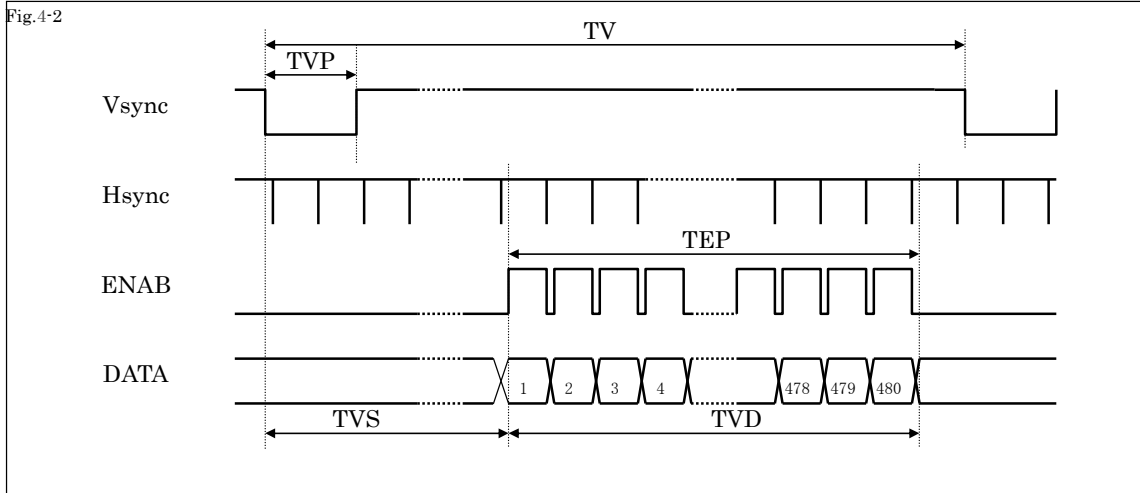 Fig.4-2
TV
TVP
Vsync
Hsync
TEP
ENAB
DATA
1 2 3 4 478 479 480
TVS TVD